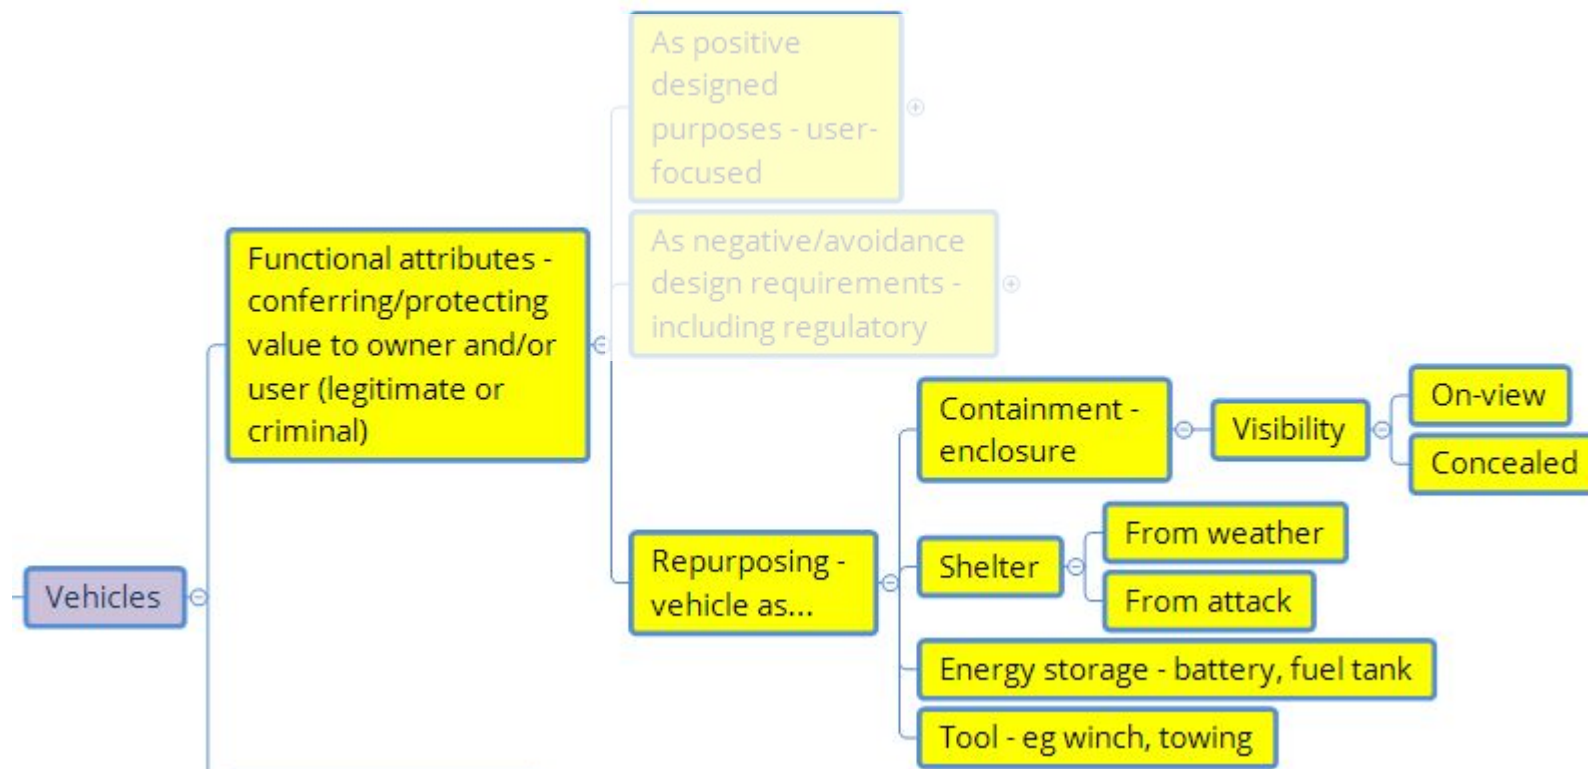 As positive
designed
purposes - user-
focused
As negative/avoidance
design requirements -
including regulatory
Functional attributes -
conferring/protecting
value to owner and/or
user (legitimate or
criminal)
Containment -
enclosure
Visibility
On-view
Concealed
Repurposing -
vehicle as...
Shelter
From weather
From attack
Vehicles
Energy storage - battery, fuel tank
Tool - eg winch, towing